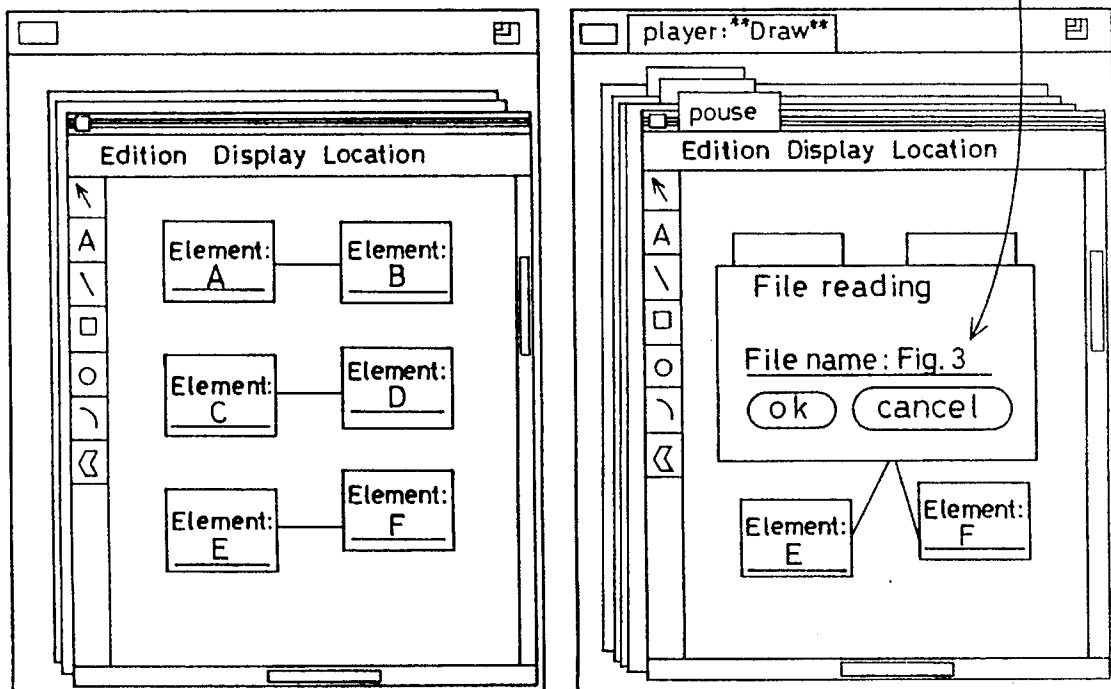 Edition Display Location
A
Element:
A
Element:
B
Element:
C
Element:
D
Element:
E
Element:
F
player:**Draw**
pouse
Edition Display Location
A
File reading
File name: Fig. 3
ok cancel
Element:
E
Element:
F